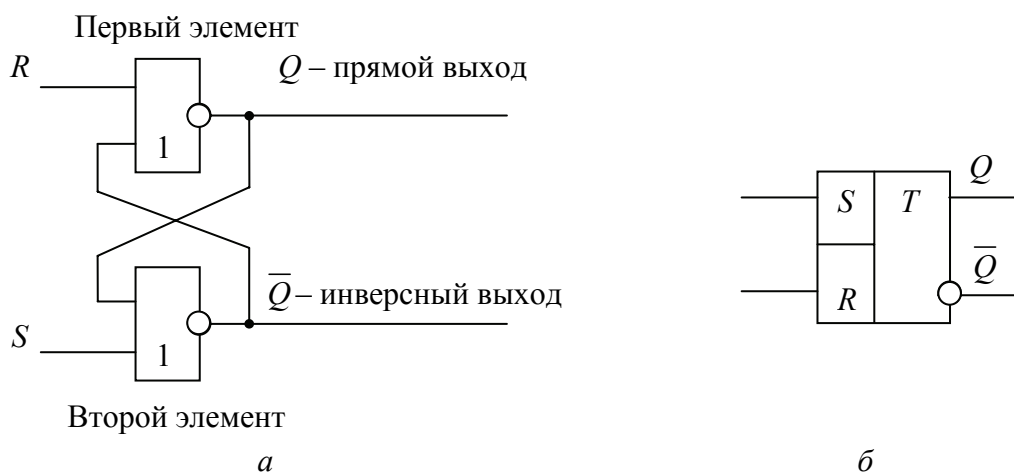 Первый элемент
R
Q – прямой выход
1
Q̅ – инверсный выход
S
1
Второй элемент
а
S
T
Q
R
Q̅
б